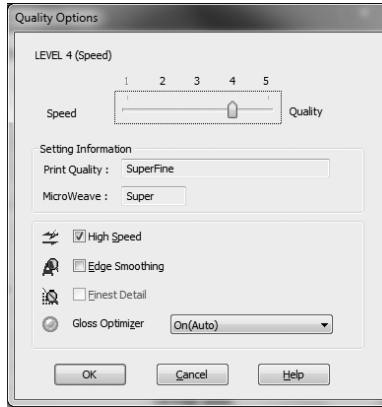 Quality Options
LEVEL 4 (Speed)
1 2 3 4 5
Speed Quality
Setting Information
Print Quality : SuperFine
MicroWeave : Super
High Speed
Edge Smoothing
Finest Detail
Gloss Optimizer On(Auto)
OK Cancel Help